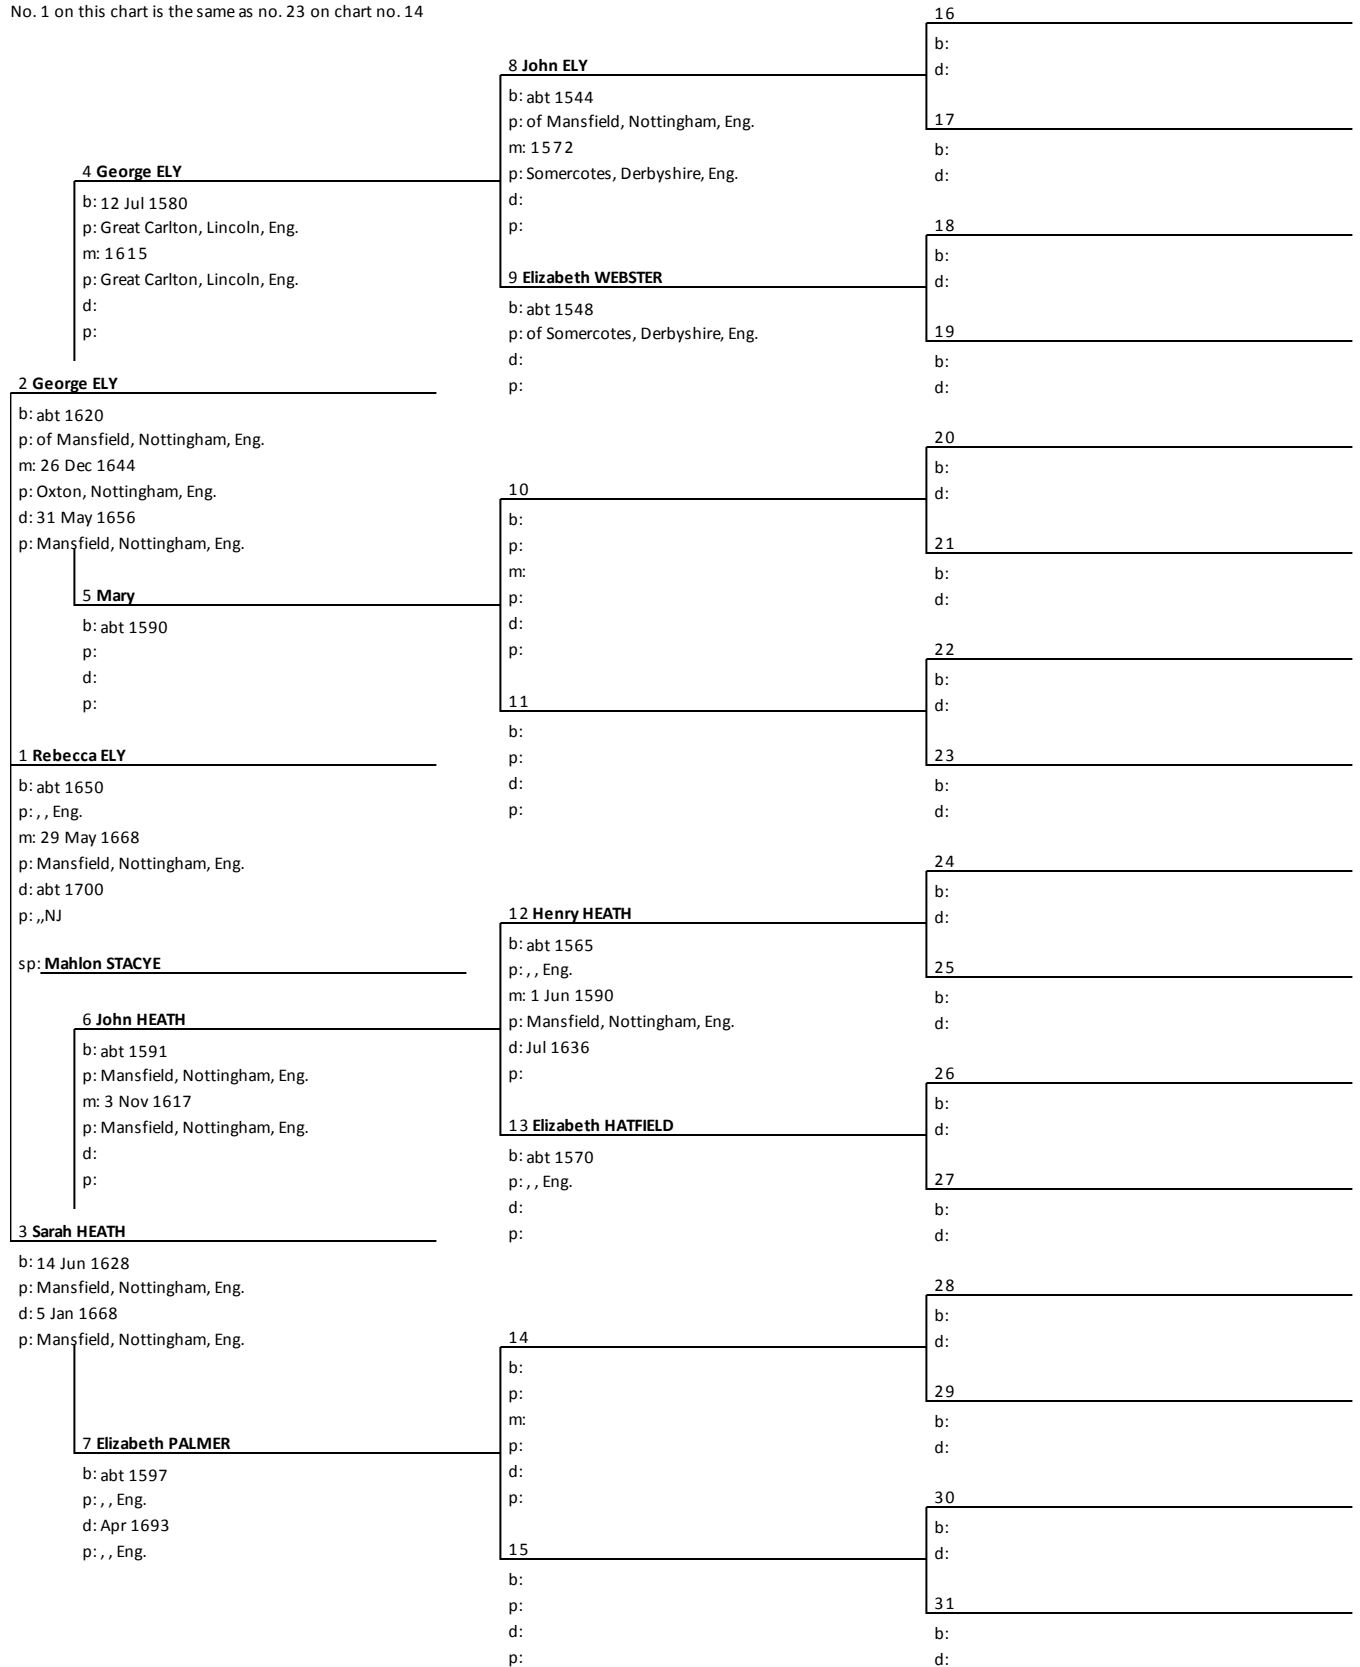 No. 1 on this chart is the same as no. 23 on chart no. 14
4 George ELY
b: 12 Jul 1580
p: Great Carlton, Lincoln, Eng.
m: 1615
p: Great Carlton, Lincoln, Eng.
d:
p:
2 George ELY
b: abt 1620
p: of Mansfield, Nottingham, Eng.
m: 26 Dec 1644
p: Oxton, Nottingham, Eng.
d: 31 May 1656
p: Mansfield, Nottingham, Eng.
5 Mary
b: abt 1590
p:
d:
p:
1 Rebecca ELY
b: abt 1650
p: , , Eng.
m: 29 May 1668
p: Mansfield, Nottingham, Eng.
d: abt 1700
p: ,,NJ
sp: Mahlon STACYE
6 John HEATH
b: abt 1591
p: Mansfield, Nottingham, Eng.
m: 3 Nov 1617
p: Mansfield, Nottingham, Eng.
d:
p:
3 Sarah HEATH
b: 14 Jun 1628
p: Mansfield, Nottingham, Eng.
d: 5 Jan 1668
p: Mansfield, Nottingham, Eng.
7 Elizabeth PALMER
b: abt 1597
p: , , Eng.
d: Apr 1693
p: , , Eng.
8 John ELY
b: abt 1544
p: of Mansfield, Nottingham, Eng.
m: 1572
p: Somercotes, Derbyshire, Eng.
d:
p:
9 Elizabeth WEBSTER
b: abt 1548
p: of Somercotes, Derbyshire, Eng.
d:
p:
10
b:
p:
m:
p:
d:
p:
11
b:
p:
d:
p:
12 Henry HEATH
b: abt 1565
p: , , Eng.
m: 1 Jun 1590
p: Mansfield, Nottingham, Eng.
d: Jul 1636
p:
13 Elizabeth HATFIELD
b: abt 1570
p: , , Eng.
d:
p:
14
b:
p:
m:
p:
d:
p:
15
b:
p:
d:
p:
16
b:
d:
17
b:
d:
18
b:
d:
19
b:
d:
20
b:
d:
21
b:
d:
22
b:
d:
23
b:
d:
24
b:
d:
25
b:
d:
26
b:
d:
27
b:
d:
28
b:
d:
29
b:
d:
30
b:
d:
31
b:
d: